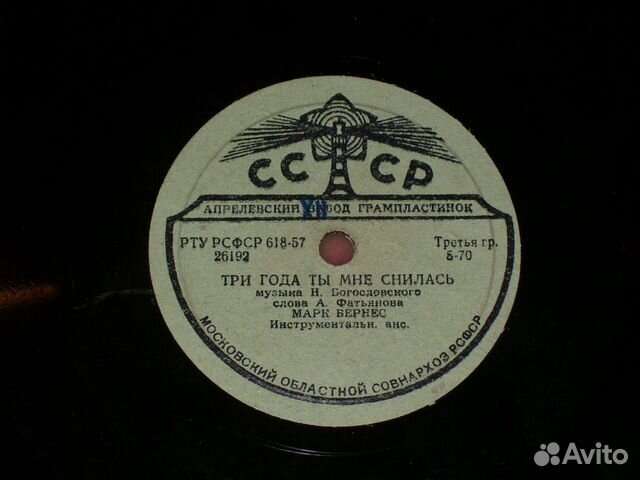 СССР
АПРЕЛЕВСКИЙ ЗАВОД ГРАМПЛАСТИНОК
РТУ РСФСР 618-57
26192
Третья гр.
5-70
ТРИ ГОДА ТЫ МНЕ СНИЛАСЬ
музыка Н. Богословского
слова А. Фатьянова
МАРК БЕРНЕС
Инструментальн. анс.
МОСКОВСКИЙ ОБЛАСТНОЙ СОВНАРХОЗ РСФСР
Avito